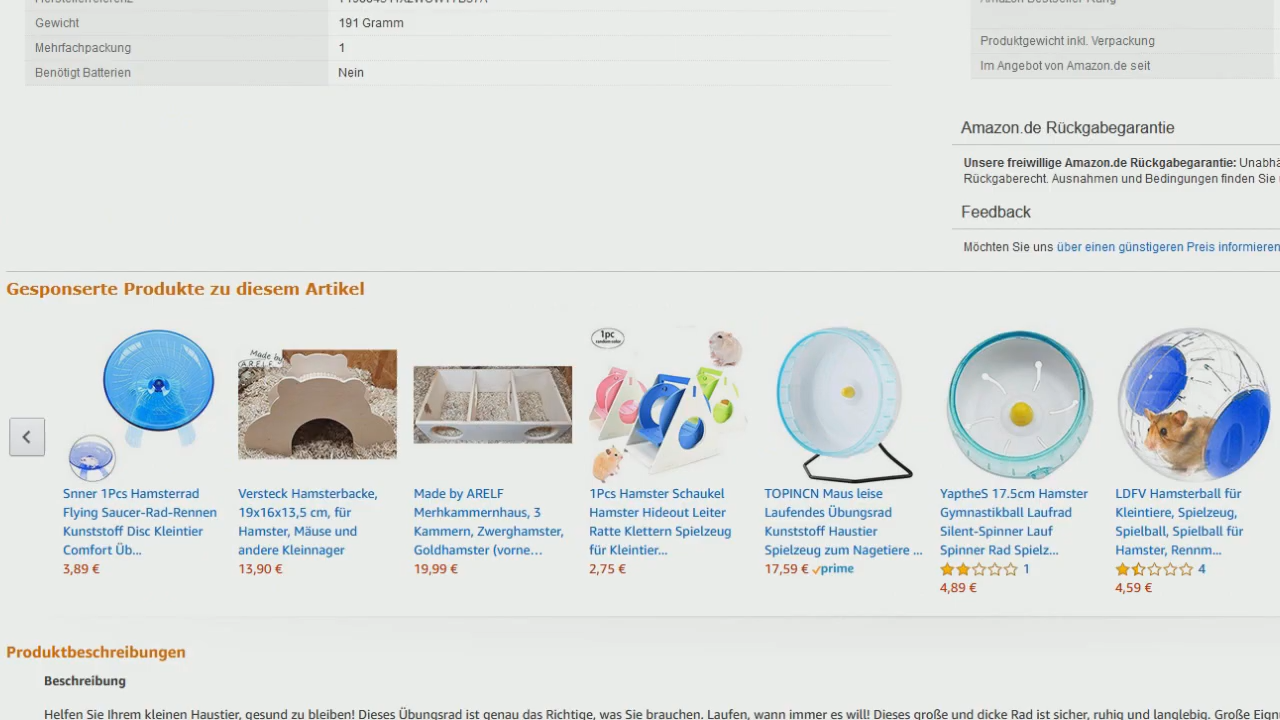 Gewicht 191 Gramm
Mehrfachpackung 1
Benötigt Batterien Nein
Amazon Bestseller-Rang
Produktgewicht inkl. Verpackung
Im Angebot von Amazon.de seit
Amazon.de Rückgabegarantie
Unsere freiwillige Amazon.de Rückgabegarantie: Unabhä
Rückgaberecht. Ausnahmen und Bedingungen finden Sie
Feedback
Möchten Sie uns über einen günstigeren Preis informieren
Gesponserte Produkte zu diesem Artikel
Made by
ARELF
1pc
random color
Snner 1Pcs Hamsterrad
Flying Saucer-Rad-Rennen
Kunststoff Disc Kleintier
Comfort Üb...
3,89 €
Versteck Hamsterbacke,
19x16x13,5 cm, für
Hamster, Mäuse und
andere Kleinnager
13,90 €
Made by ARELF
Merhkammernhaus, 3
Kammern, Zwerghamster,
Goldhamster (vorne...
19,99 €
1Pcs Hamster Schaukel
Hamster Hideout Leiter
Ratte Klettern Spielzeug
für Kleintier...
2,75 €
TOPINCN Maus leise
Laufendes Übungsrad
Kunststoff Haustier
Spielzeug zum Nagetiere ...
17,59 € prime
YaptheS 17.5cm Hamster
Gymnastikball Laufrad
Silent-Spinner Lauf
Spinner Rad Spielz...
1
4,89 €
LDFV Hamsterball für
Kleintiere, Spielzeug,
Spielball, Spielball für
Hamster, Rennm...
4
4,59 €
Produktbeschreibungen
Beschreibung
Helfen Sie Ihrem kleinen Haustier, gesund zu bleiben! Dieses Übungsrad ist genau das Richtige, was Sie brauchen. Laufen, wann immer es will! Dieses große und dicke Rad ist sicher, ruhig und langlebig. Große Eign